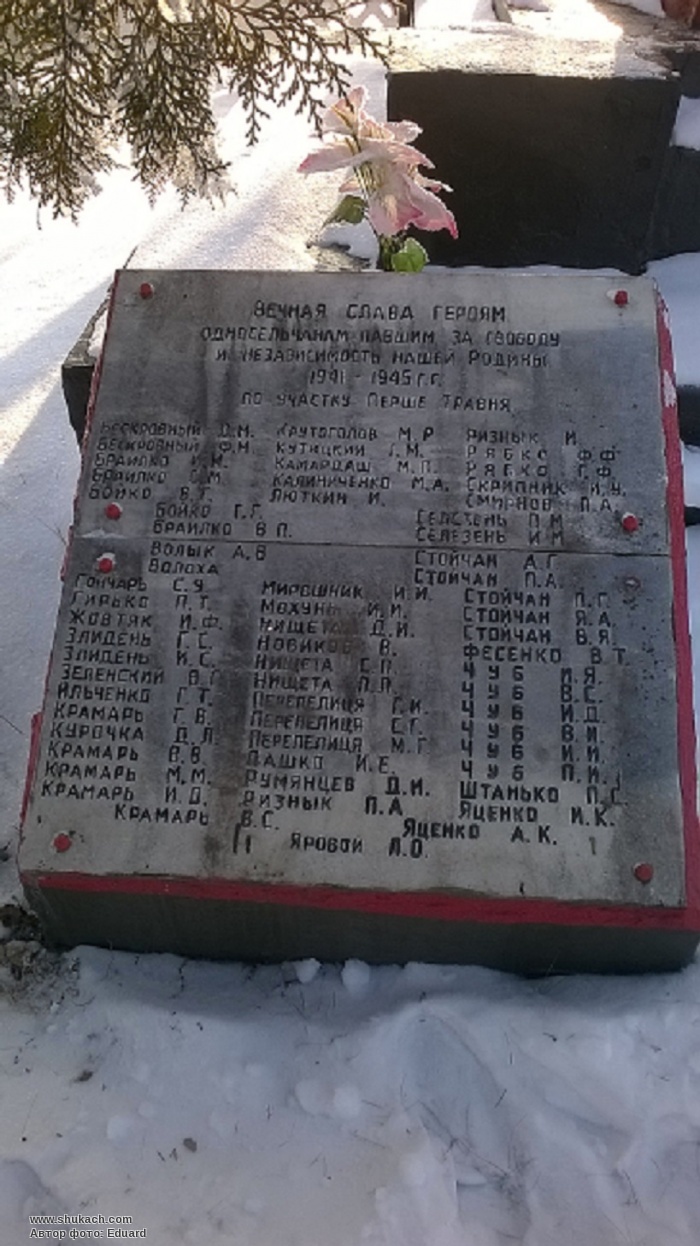 ВЕЧНАЯ СЛАВА ГЕРОЯМ
ОДНОСЕЛЬЧАНАМ ПАВШИМ ЗА СВОБОДУ
И НЕЗАВИСИМОСТЬ НАШЕЙ РОДИНЫ
1941 - 1945 Г.Г.
ПО УЧАСТКУ ПЕРШЕ ТРАВНЯ
БЕСКРОВНЫЙ Д.М. КРУТОГОЛОВ М.Р РИЗНЫК И.
БЕСКРОВНЫЙ Ф.М. КУТИЦКИЙ Г.М. РЯБКО Ф.Ф.
БРАИЛКО И.М. КАМАРДАШ М.П. РЯБКО Г.Ф.
БРАИЛКО С.М. КАЛИНИЧЕНКО М.А. СКРИПНИК И.У.
БОЙКО В.Т. ЛЮТКИН И. СМИРНОВ П.А.
БОЙКО Г.Г. П.М
БРАИЛКО В П. СЕЛЕЗЕНЬ И.М
ВОЛЫК А.В СТОЙЧАН А.Г
ВОЛОХА СТОЙЧАН П.А.
ГОНЧАРЬ С.У. МИРОШНИК И.И. СТОЙЧАН П.Г.
ГИРЬКО П.Т. МОХУНЬ И.И. СТОЙЧАН Я.А.
ЖОВТЯК И.Ф. НИЩЕТА Д.И. СТОЙЧАН В.Я.
ЗЛИДЕНЬ Г.С. НОВИКОВ В. ФЕСЕНКО В.Т.
ЗЛИДЕНЬ И.С. НИЩЕТА С.П. ЧУБ И.Я.
ЗЕЛЕНСКИЙ В.Г НИЩЕТА П.П. ЧУБ В.С.
ИЛЬЧЕНКО Г.Т. ПЕРЕПЕЛИЦЯ Г.И. ЧУБ И.Д.
КРАМАРЬ Г.В. ПЕРЕПЕЛИЦЯ С.Г. ЧУБ В.И.
КУРОЧКА Д.П. ПЕРЕПЕЛИЦЯ М.Г ЧУБ И.И.
КРАМАРЬ В.В. ПАШКО И.Е. ЧУБ П.И.
КРАМАРЬ М.М. РУМЯНЦЕВ Д.И. ШТАНЬКО П.С
КРАМАРЬ И.О. РИЗНЫК П.А ЯЦЕНКО И.К.
КРАМАРЬ В.С. ЯЦЕНКО А.К.
ЯРОВОЙ Л.О.
www.shukach.com
Автор фото: Eduard